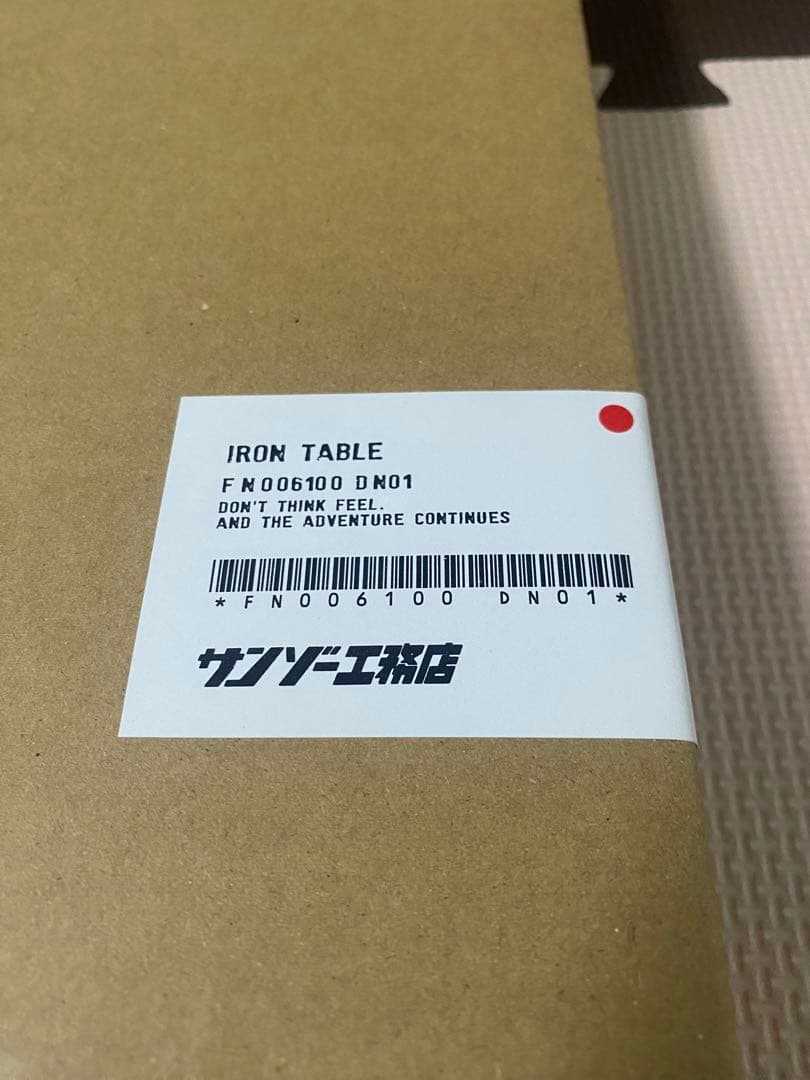 IRON TABLE
FN006100 DN01
DON'T THINK FEEL.
AND THE ADVENTURE CONTINUES
*FN006100 DN01*
サンゾー工務店